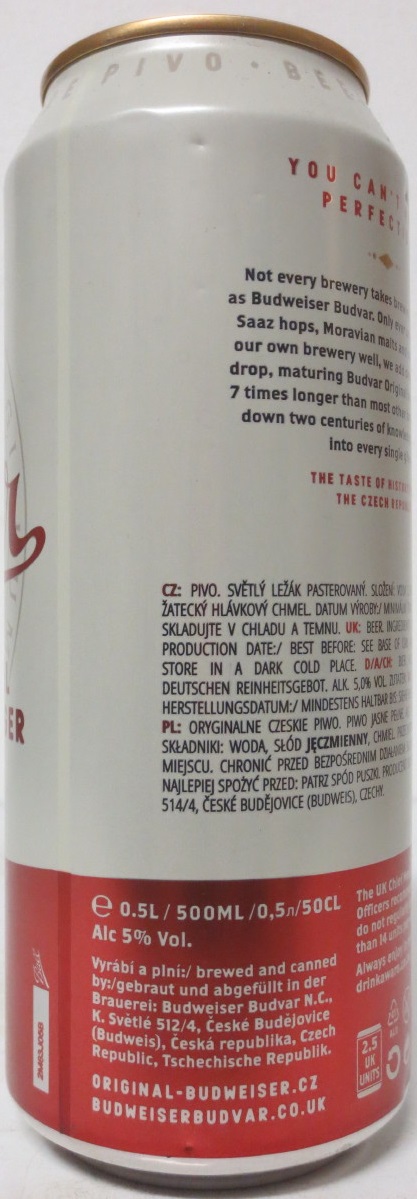 E PIVO • BEE
YOU CAN'T
PERFECT
Not every brewery takes
as Budweiser Budvar. Only
Saaz hops, Moravian malts
our own brewery well, we
drop, maturing Budvar
7 times longer than most other
down two centuries of
into every single
THE TASTE OF
THE CZECH
ER
CZ: PIVO. SVĚTLÝ LEŽÁK PASTEROVANÝ. SLOŽENÍ:
ŽATECKÝ HLÁVKOVÝ CHMEL. DATUM VÝROBY:/
SKLADUJTE V CHLADU A TEMNU. UK: BEER.
PRODUCTION DATE:/ BEST BEFORE: SEE BASE OF
STORE IN A DARK COLD PLACE. D/A/CH:
DEUTSCHEN REINHEITSGEBOT. ALK. 5,0% VOL.
HERSTELLUNGSDATUM:/ MINDESTENS HALTBAR BIS:
PL: ORYGINALNE CZESKIE PIWO. PIWO JASNE
SKŁADNIKI: WODA, SŁÓD JĘCZMIENNY, CHMIEL.
MIEJSCU. CHRONIĆ PRZED BEZPOŚREDNIM
NAJLEPIEJ SPOŻYĆ PRZED: PATRZ SPÓD PUSZKI.
514/4, ČESKÉ BUDĚJOVICE (BUDWEIS), CZECHY.
e 0.5L / 500ML /0,5л/50CL
Alc 5% Vol.
Vyrábí a plní:/ brewed and canned
by:/gebraut und abgefüllt in der
Brauerei: Budweiser Budvar N.C.,
K. Světlé 512/4, České Budějovice
(Budweis), Česká republika, Czech
Republic, Tschechische Republik.
ORIGINAL-BUDWEISER.CZ
BUDWEISERBUDVAR.CO.UK
The UK Chief
Officers
do not
than 14
Always
2.5
UK
UNITS